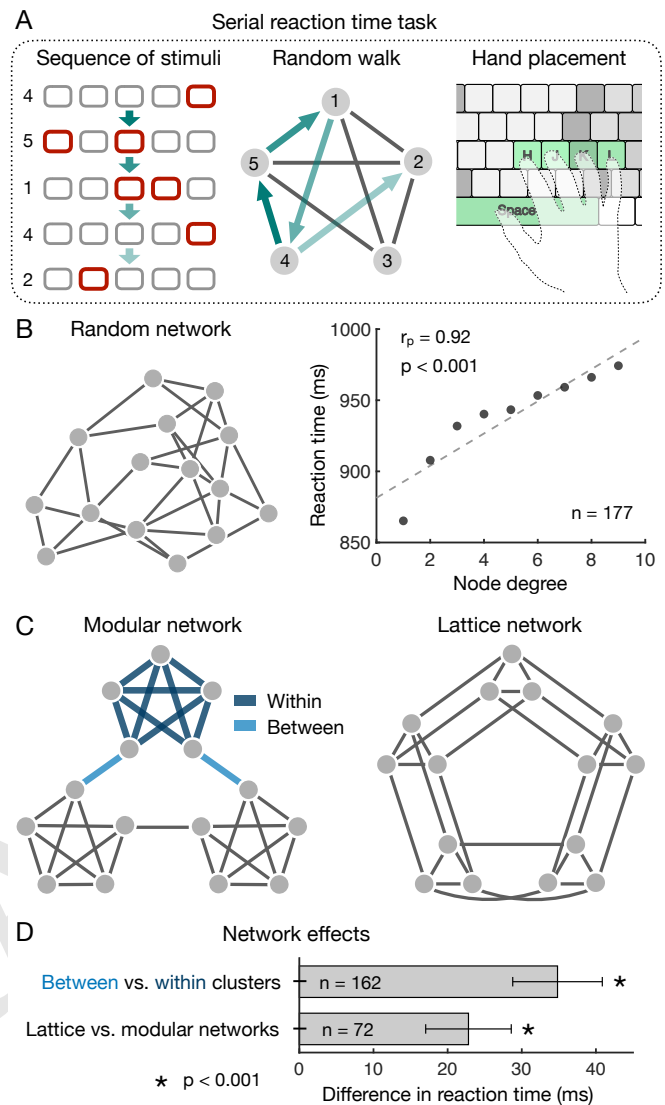 A
Serial reaction time task
Sequence of stimuli
Random walk
Hand placement
4
5
1
4
2
1
2
3
4
5
H J K L
Space
B
Random network
Reaction time (ms)
1000
950
900
850
r_p = 0.92
p < 0.001
n = 177
0 2 4 6 8 10
Node degree
C
Modular network
Lattice network
Within
Between
D
Network effects
Between vs. within clusters
n = 162
*
Lattice vs. modular networks
n = 72
*
* p < 0.001
0 10 20 30 40
Difference in reaction time (ms)